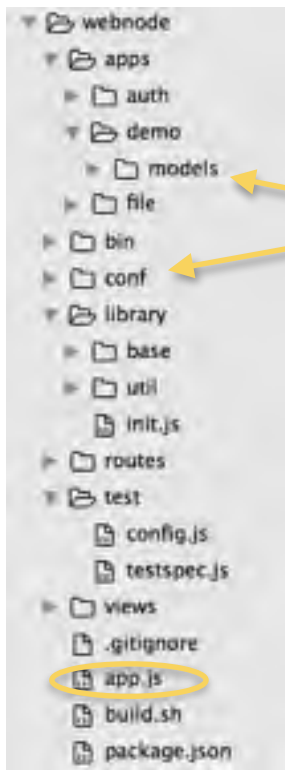 webnode
apps
auth
demo
models
file
bin
conf
library
base
util
init.js
routes
test
config.js
testspec.js
views
.gitignore
app.js
build.sh
package.json